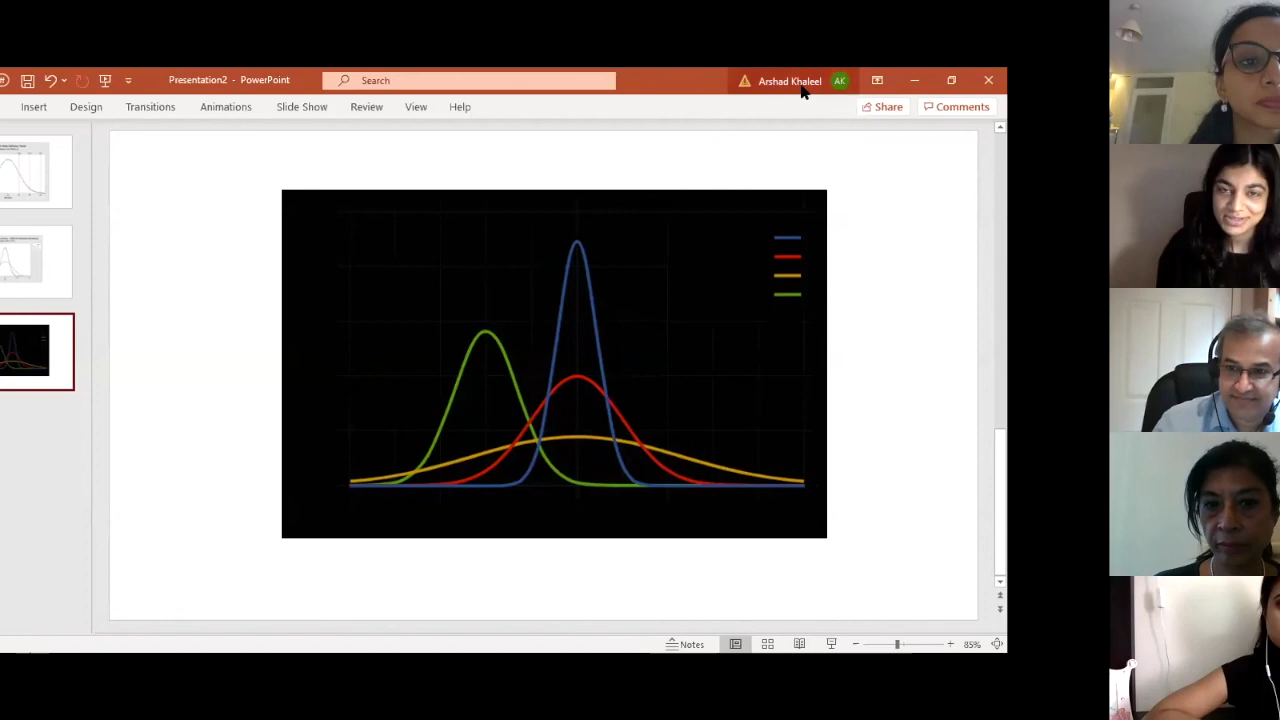 Presentation2 - PowerPoint
Search
Arshad Khaleel
AK
Insert Design Transitions Animations Slide Show Review View Help
Share Comments
Notes
85%